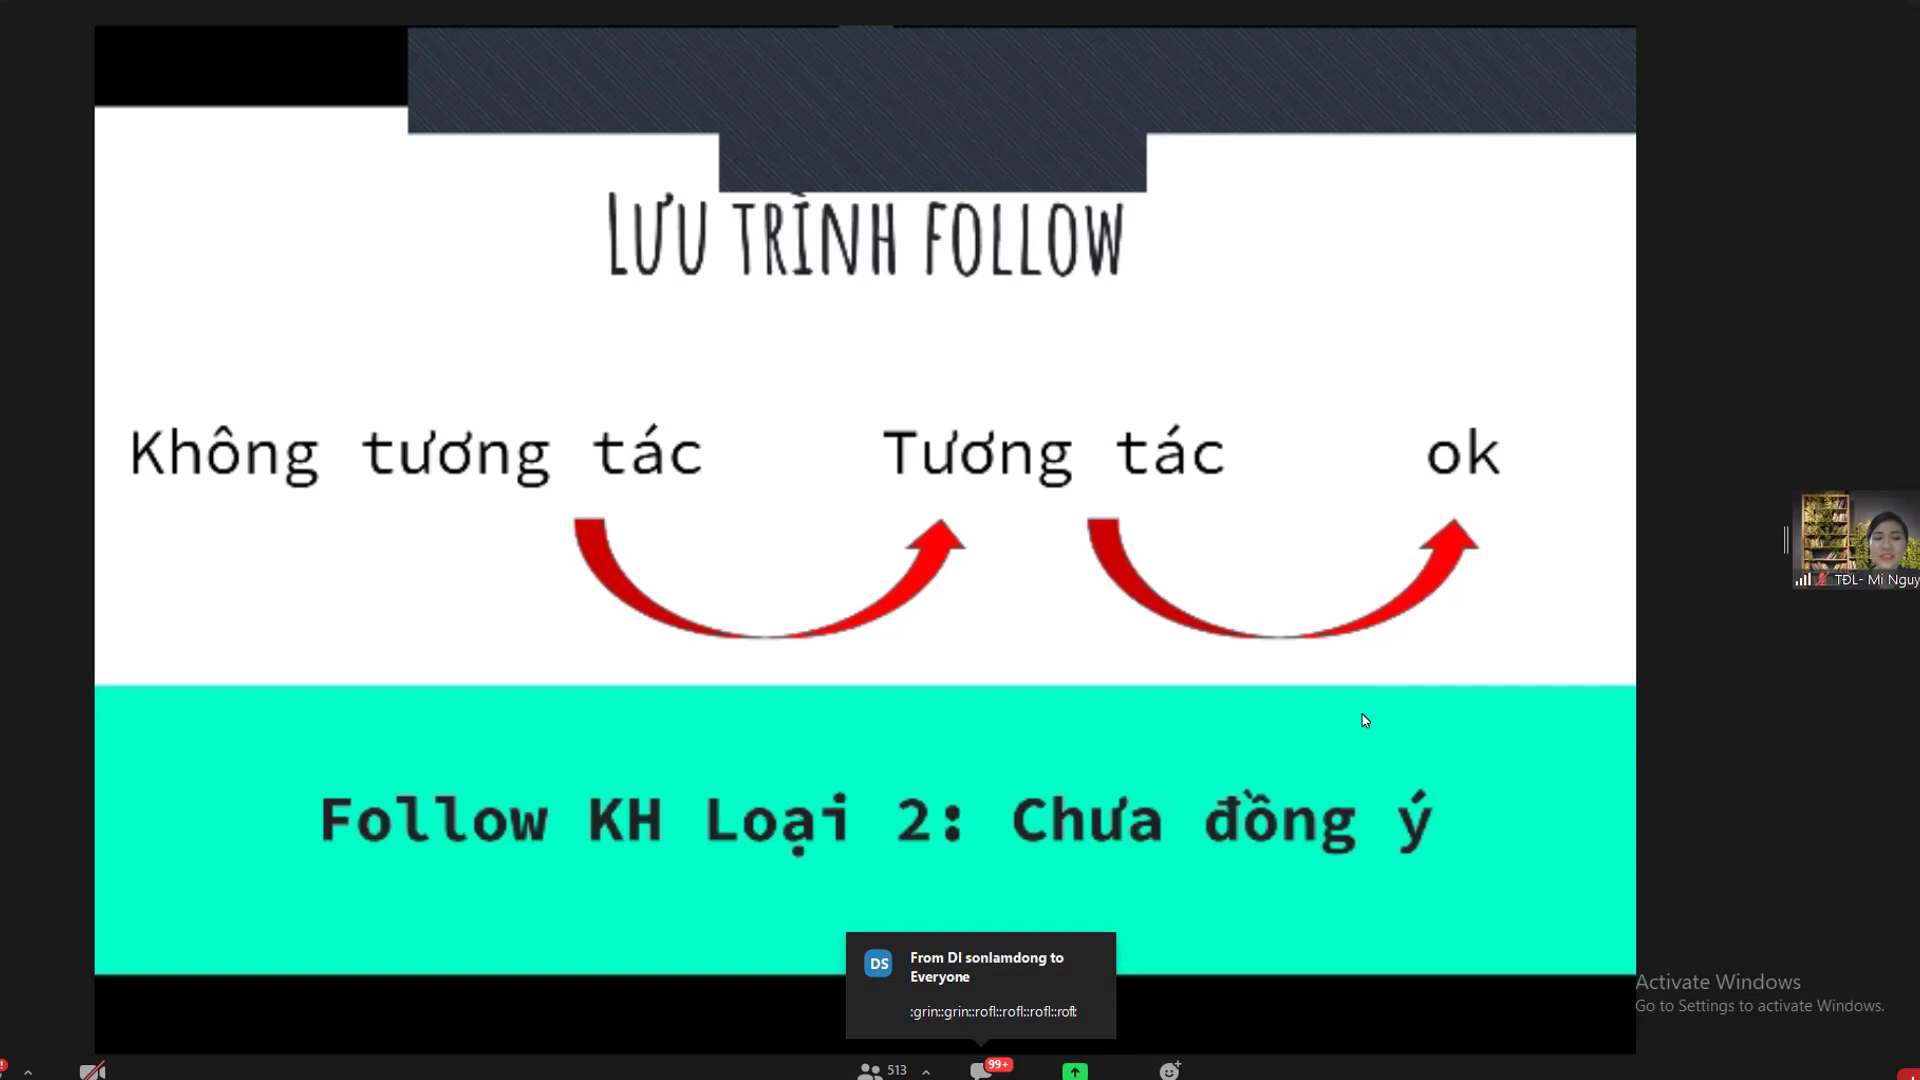 Lưu trình follow
Không tương tác Tương tác ok
TĐL- Mi Nguy
Follow KH Loại 2: Chưa đồng ý
DS
From DI sonlamdong to
Everyone
:grin::grin::rofl::rofl::rofl::rofl:
Activate Windows
Go to Settings to activate Windows.
513
99+